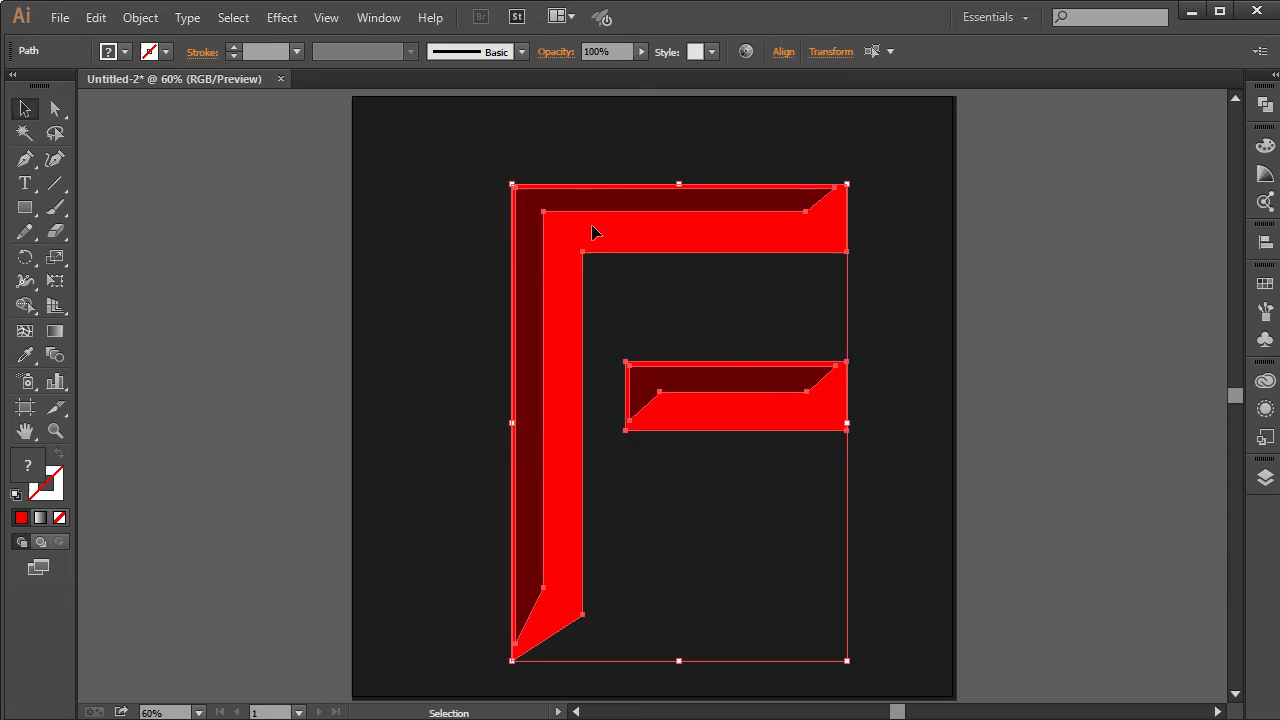 Ai File Edit Object Type Select Effect View Window Help Br St Essentials
Path ? Stroke: Basic Opacity: 100% Style: Align Transform
Untitled-2* @ 60% (RGB/Preview) ×
T
?
60% 1 Selection